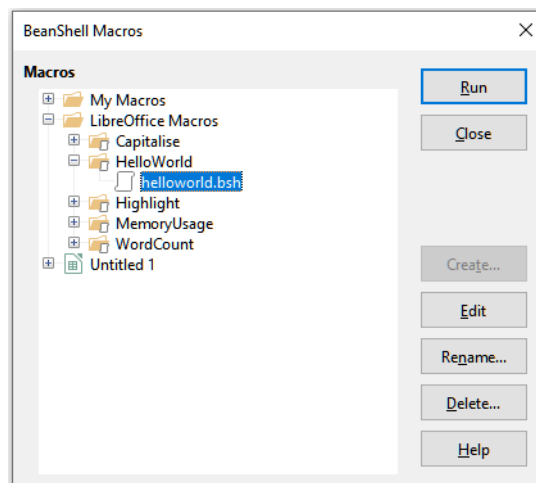 BeanShell Macros
Macros
My Macros
LibreOffice Macros
Capitalise
HelloWorld
helloworld.bsh
Highlight
MemoryUsage
WordCount
Untitled 1
Run
Close
Create...
Edit
Rename...
Delete...
Help